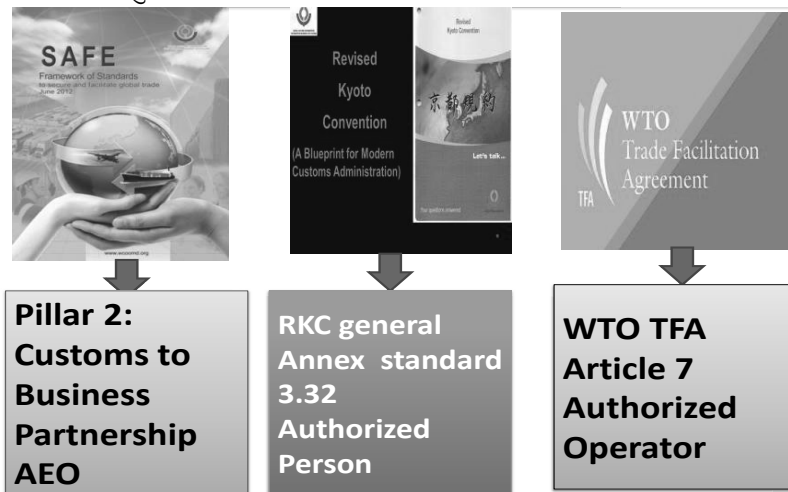 SAFE
Framework of Standards
to secure and facilitate global trade
June 2012
www.wcoomd.org
Revised
Kyoto
Convention
(A Blueprint for Modern
Customs Administration)
Revised
Kyoto Convention
京都規約
Let's talk...
WTO
Trade Facilitation
Agreement
TFA
Pillar 2:
Customs to
Business
Partnership
AEO
RKC general
Annex standard
3.32
Authorized
Person
WTO TFA
Article 7
Authorized
Operator